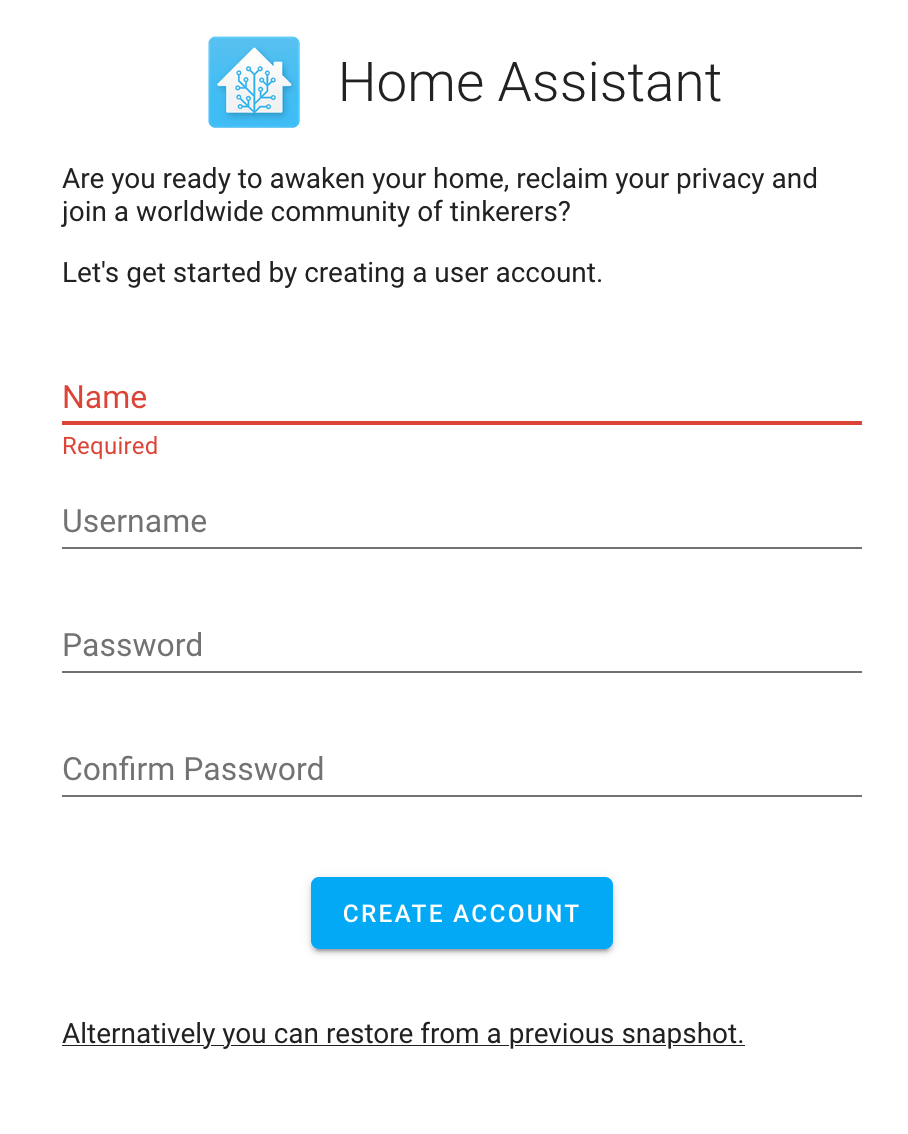 Home Assistant
Are you ready to awaken your home, reclaim your privacy and
join a worldwide community of tinkerers?
Let's get started by creating a user account.
Name
Required
Username
Password
Confirm Password
CREATE ACCOUNT
Alternatively you can restore from a previous snapshot.